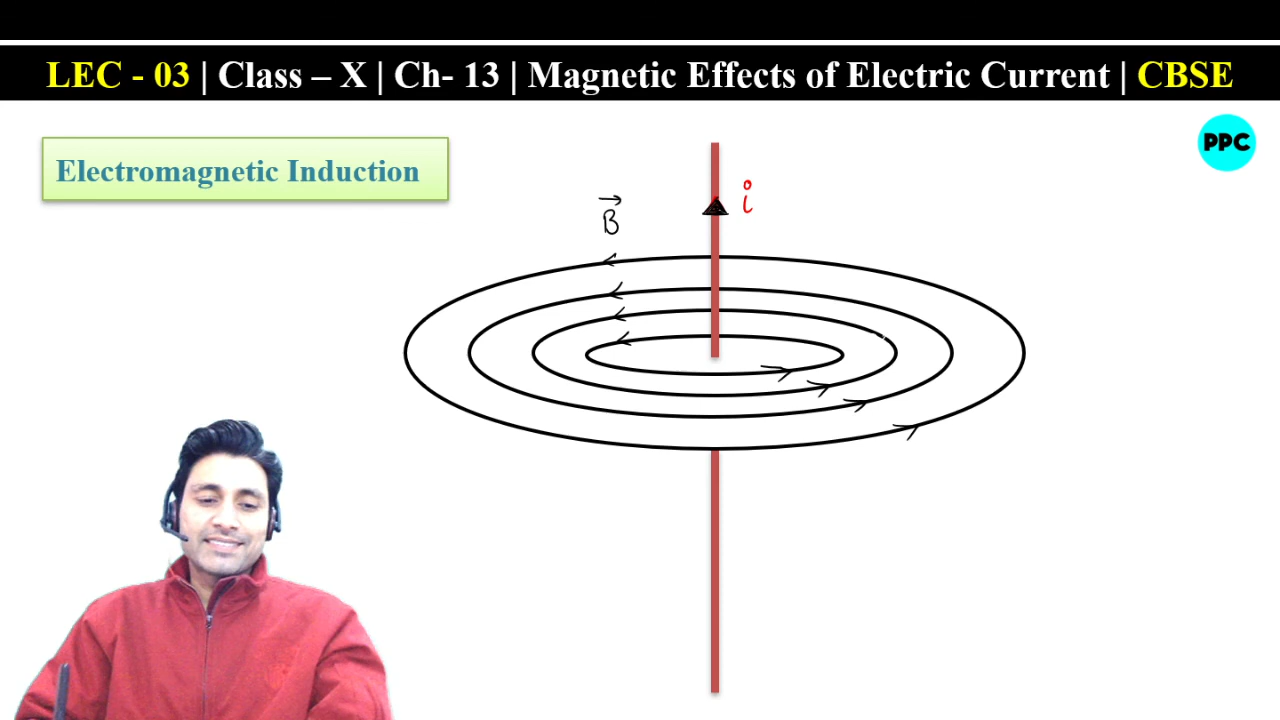 LEC - 03 | Class – X | Ch- 13 | Magnetic Effects of Electric Current | CBSE
PPC
Electromagnetic Induction
i
B